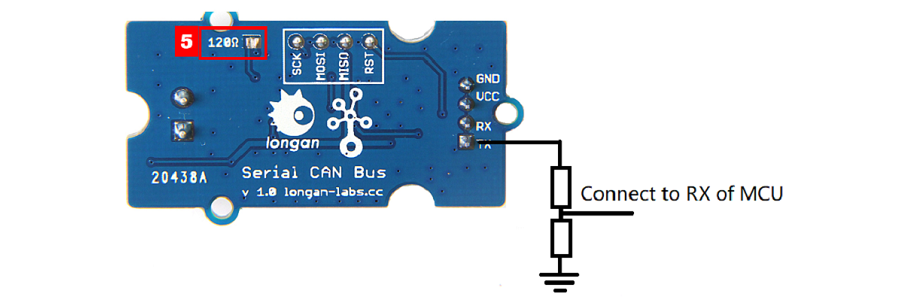 5
120Ω
SCK
MOSI
MISO
RST
GND
VCC
RX
TX
longan
Connect to RX of MCU
20438A
Serial CAN Bus
v 1.0 longan-labs.cc